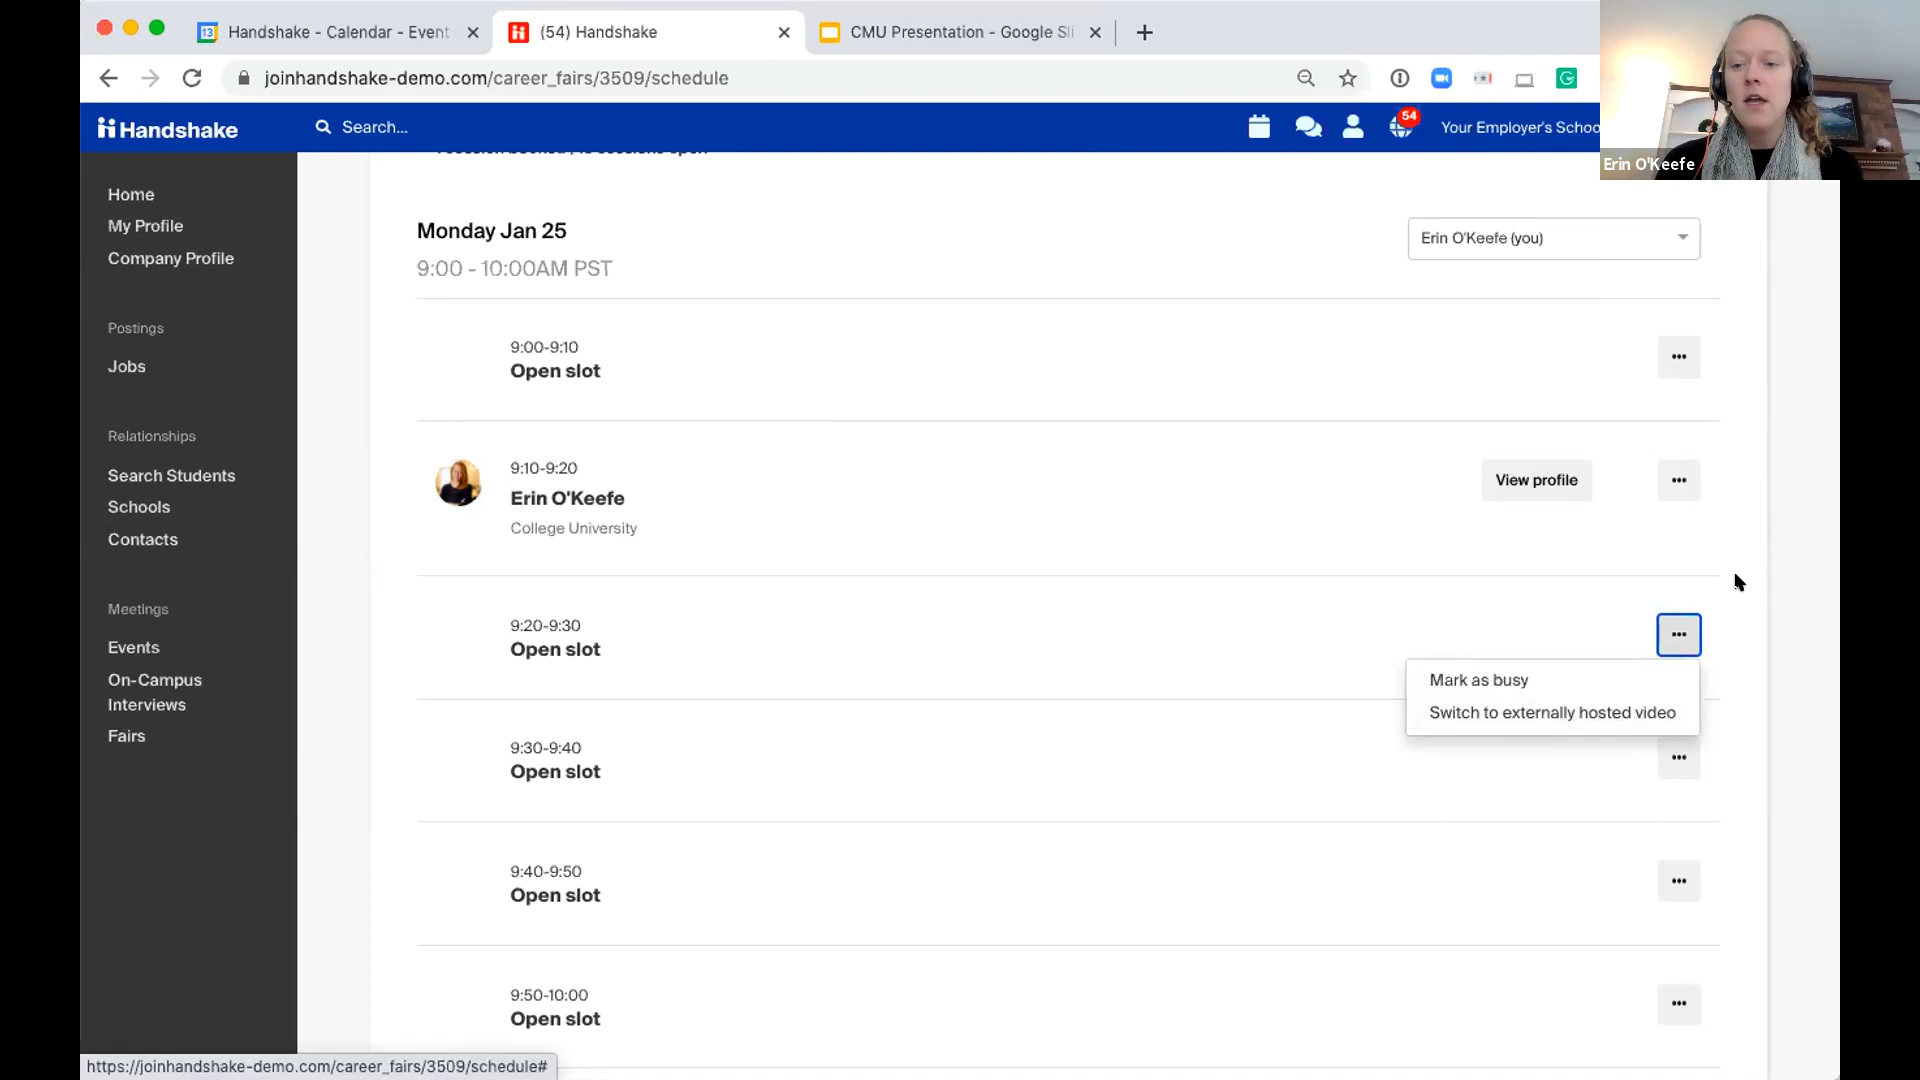 13
Handshake - Calendar - Event
(54) Handshake
CMU Presentation - Google Sli
joinhandshake-demo.com/career_fairs/3509/schedule
Handshake
Search...
54
Your Employer's Schoo
Erin O'Keefe
Home
My Profile
Company Profile
Postings
Jobs
Relationships
Search Students
Schools
Contacts
Meetings
Events
On-Campus
Interviews
Fairs
Monday Jan 25
9:00 - 10:00AM PST
Erin O'Keefe (you)
9:00-9:10
Open slot
9:10-9:20
Erin O'Keefe
College University
View profile
9:20-9:30
Open slot
Mark as busy
Switch to externally hosted video
9:30-9:40
Open slot
9:40-9:50
Open slot
9:50-10:00
Open slot
https://joinhandshake-demo.com/career_fairs/3509/schedule#